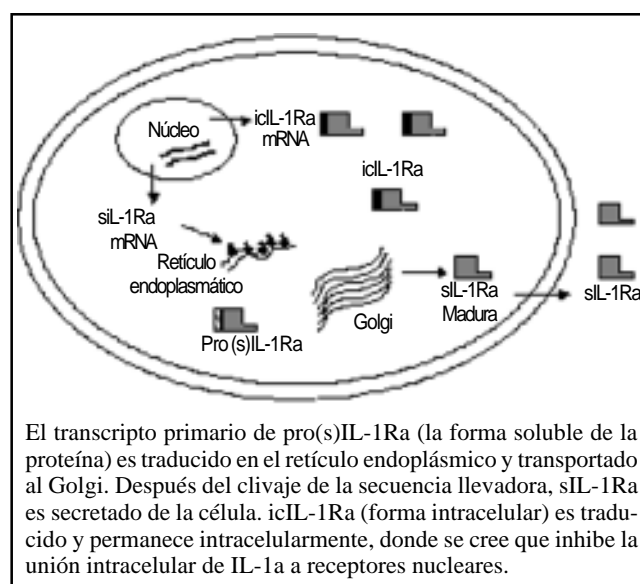 Núcleo
icIL-1Ra
mRNA
icIL-1Ra
siL-1Ra
mRNA
Retículo
endoplasmático
Pro (s)IL-1Ra
Golgi
sIL-1Ra
Madura
sIL-1Ra
El transcripto primario de pro(s)IL-1Ra (la forma soluble de la
proteína) es traducido en el retículo endoplásmico y transportado
al Golgi. Después del clivaje de la secuencia llevadora, sIL-1Ra
es secretado de la célula. icIL-1Ra (forma intracelular) es tradu-
cido y permanece intracelularmente, donde se cree que inhibe la
unión intracelular de IL-1a a receptores nucleares.